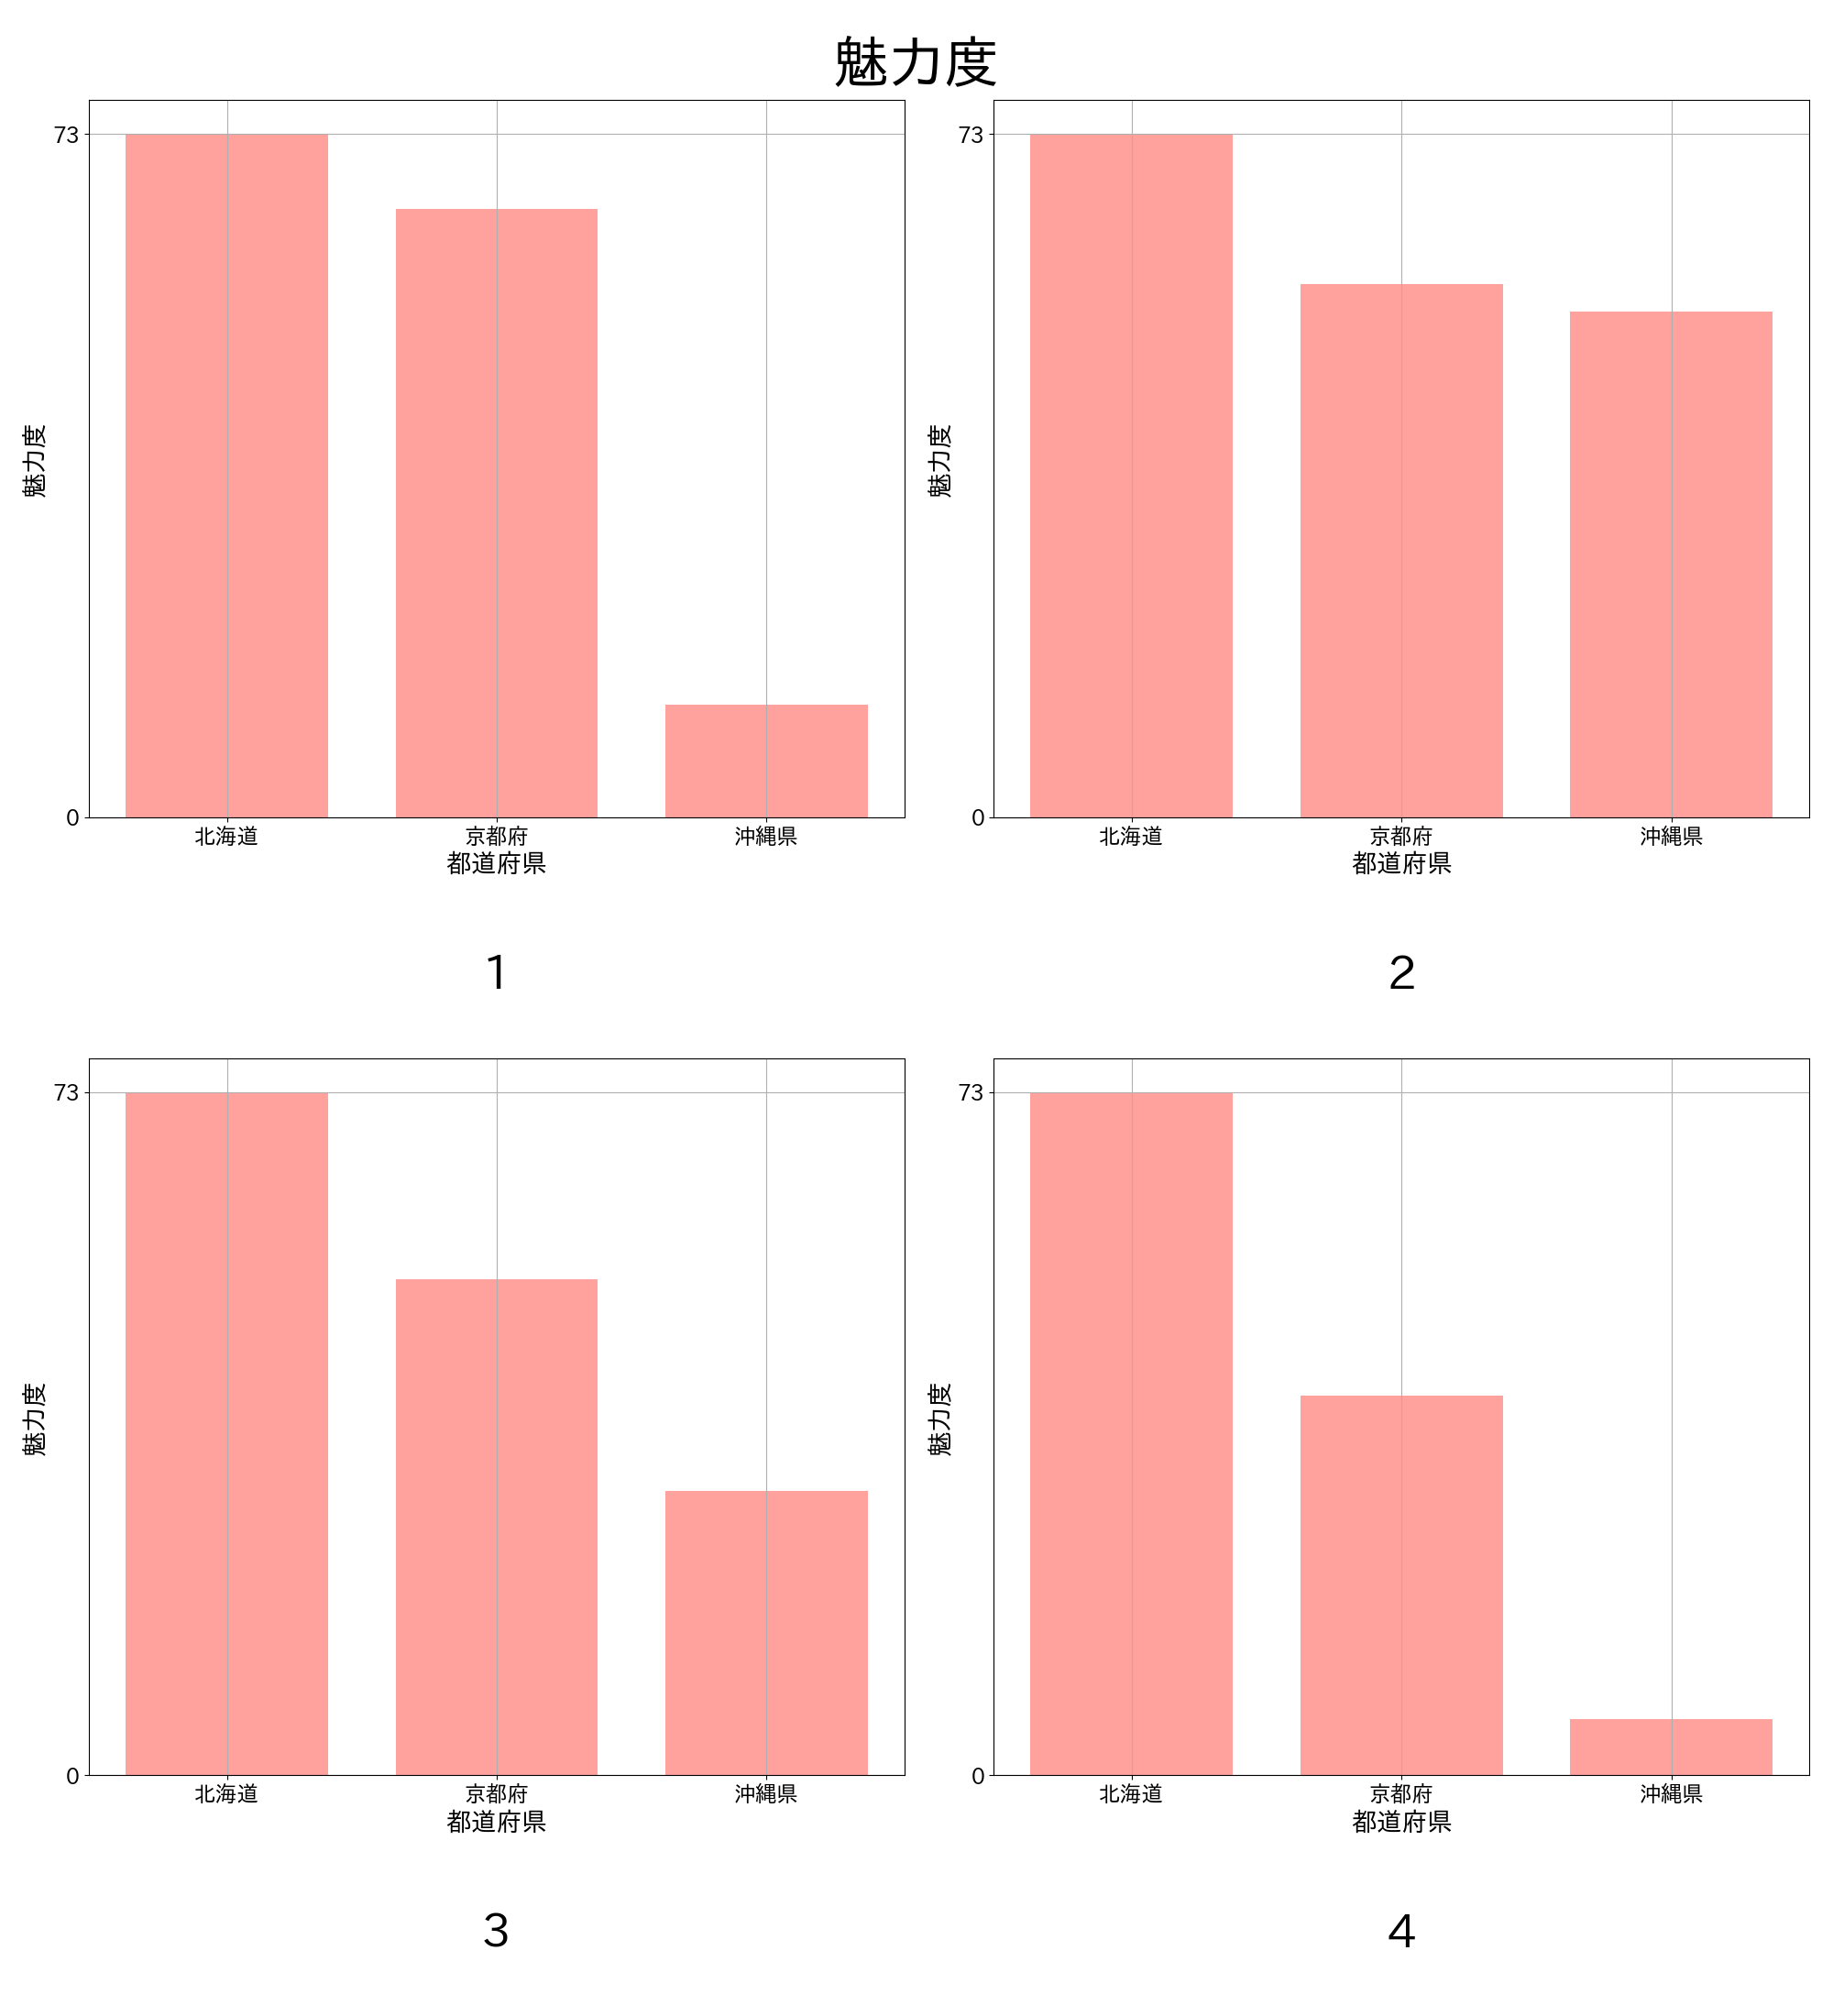 魅力度
73
0
魅力度
北海道 京都府 沖縄県
都道府県
1
73
0
魅力度
北海道 京都府 沖縄県
都道府県
2
73
0
魅力度
北海道 京都府 沖縄県
都道府県
3
73
0
魅力度
北海道 京都府 沖縄県
都道府県
4